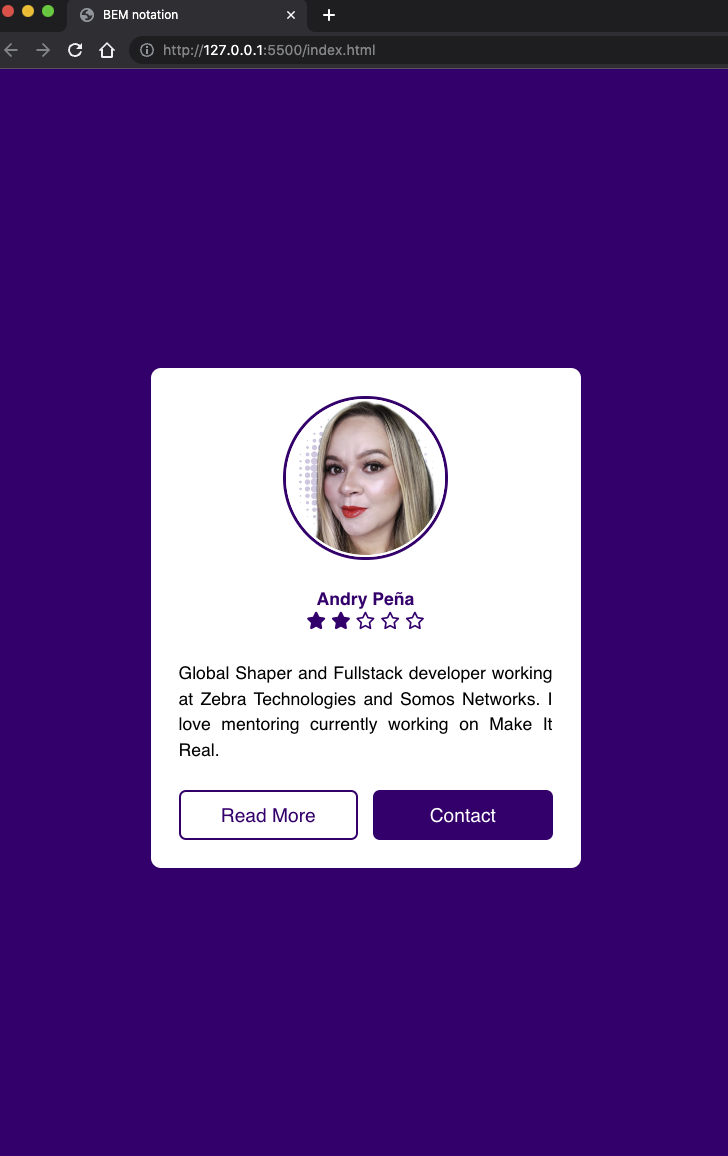 BEM notation
http://127.0.0.1:5500/index.html
Andry Peña
Global Shaper and Fullstack developer working
at Zebra Technologies and Somos Networks. I
love mentoring currently working on Make It
Real.
Read More
Contact